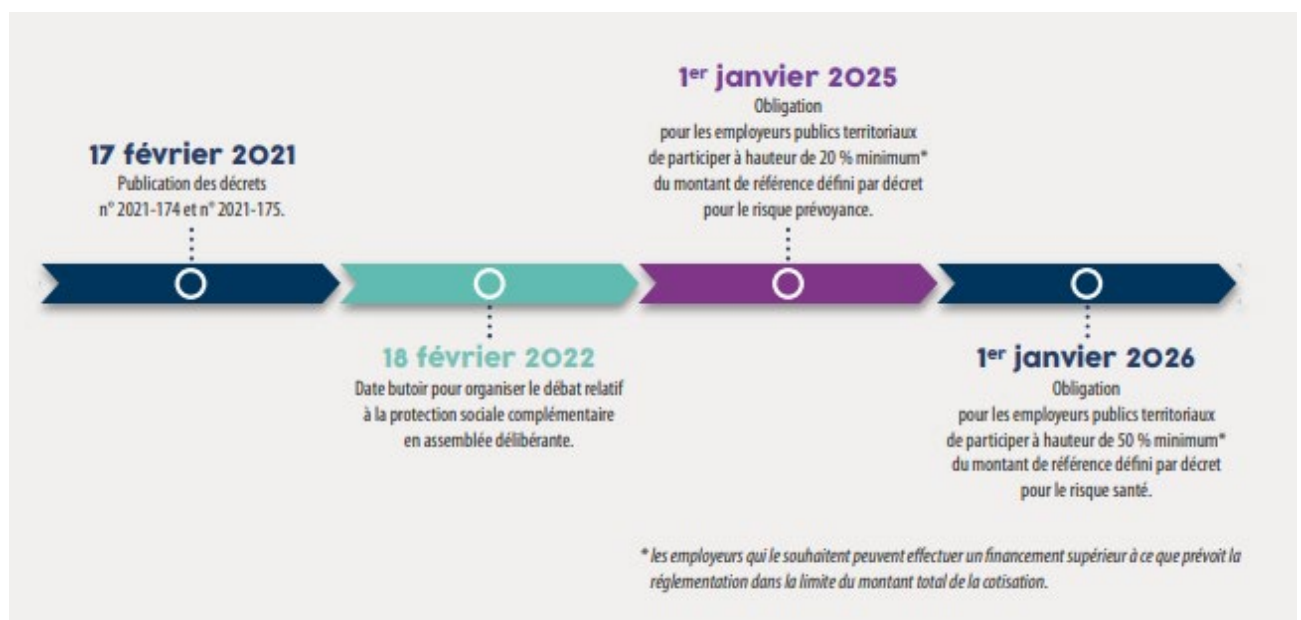 17 février 2021
Publication des décrets
n° 2021-174 et n° 2021-175.
18 février 2022
Date butoir pour organiser le débat relatif
à la protection sociale complémentaire
en assemblée délibérante.
1er janvier 2025
Obligation
pour les employeurs publics territoriaux
de participer à hauteur de 20 % minimum*
du montant de référence défini par décret
pour le risque prévoyance.
1er janvier 2026
Obligation
pour les employeurs publics territoriaux
de participer à hauteur de 50 % minimum*
du montant de référence défini par décret
pour le risque santé.
* les employeurs qui le souhaitent peuvent effectuer un financement supérieur à ce que prévoit la
réglementation dans la limite du montant total de la cotisation.